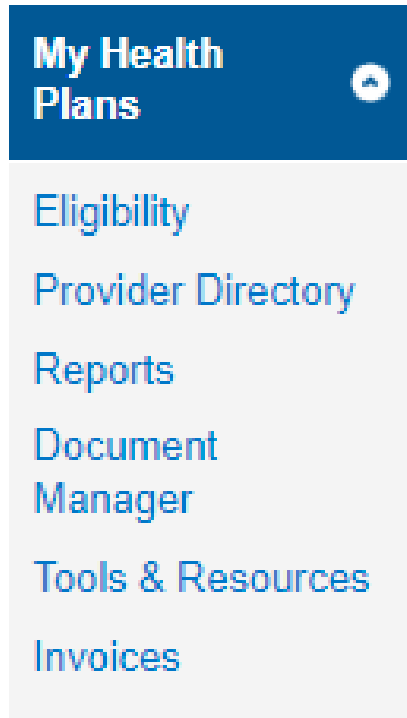 My Health
Plans
Eligibility
Provider Directory
Reports
Document
Manager
Tools & Resources
Invoices